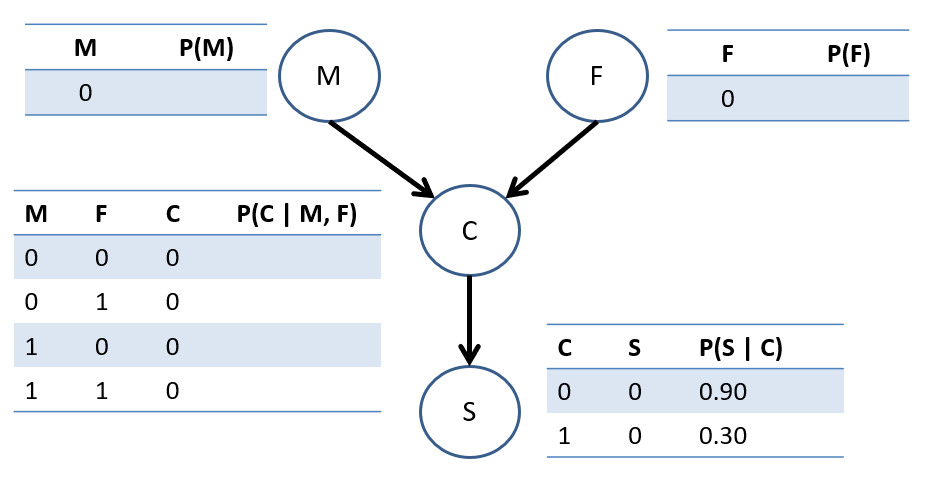 M P(M)
0
M
F
F P(F)
0
M F C P(C | M, F)
0 0 0
0 1 0
1 0 0
1 1 0
C
C S P(S | C)
0 0 0.90
1 0 0.30
S